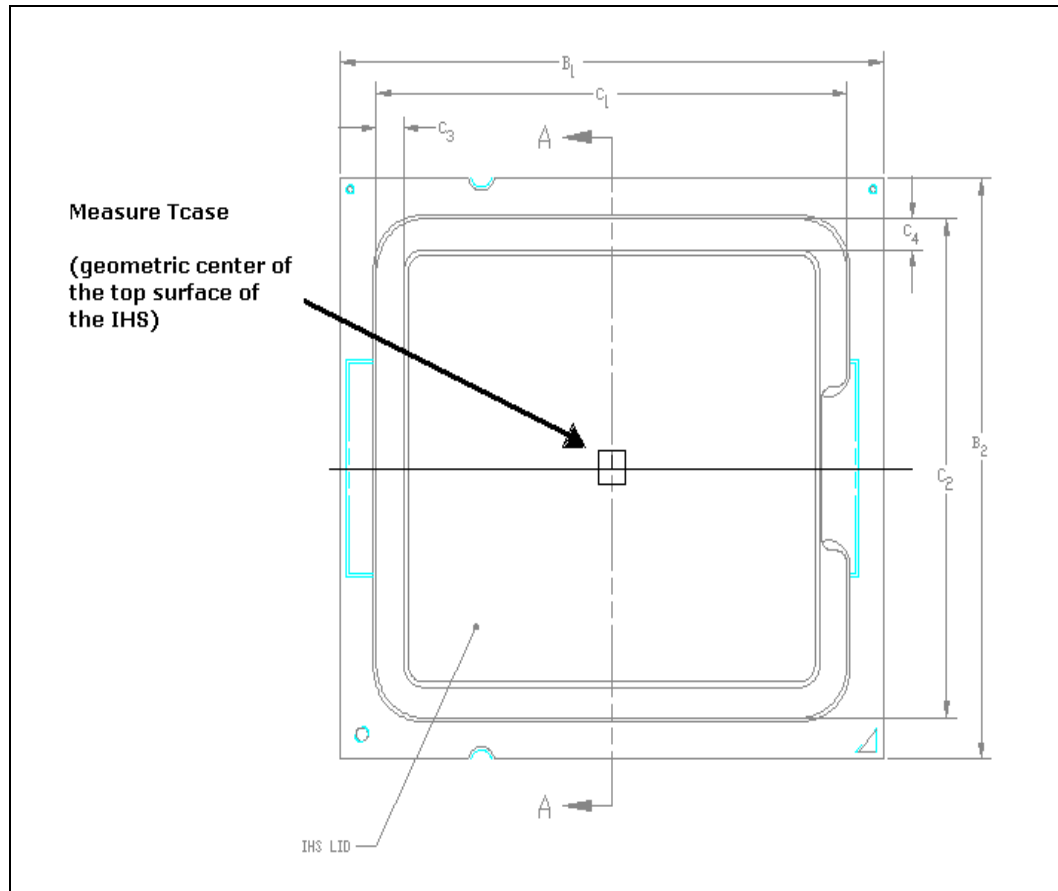 B1
C1
C3
A
Measure Tcase
C4
(geometric center of
the top surface of
the IHS)
B2
C2
A
IHS LID